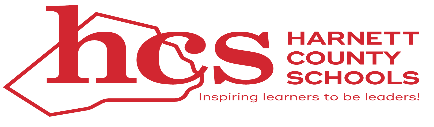 hcs
HARNETT
COUNTY
SCHOOLS
Inspiring learners to be leaders!